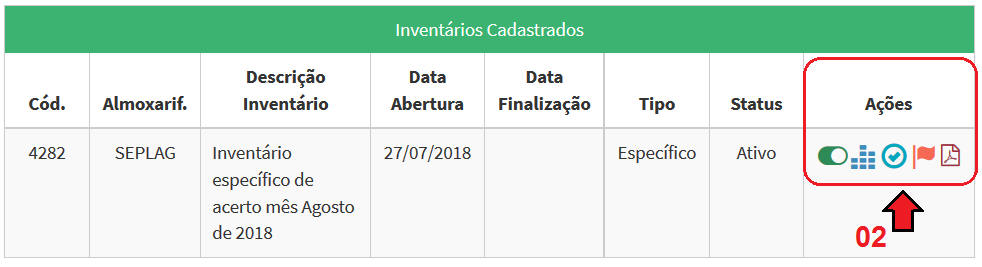 Inventários Cadastrados
Cód. Almoxarif. Descrição Inventário Data Abertura Data Finalização Tipo Status Ações
4282 SEPLAG Inventário 27/07/2018 Específico Ativo
específico de
acerto mês Agosto
de 2018
02